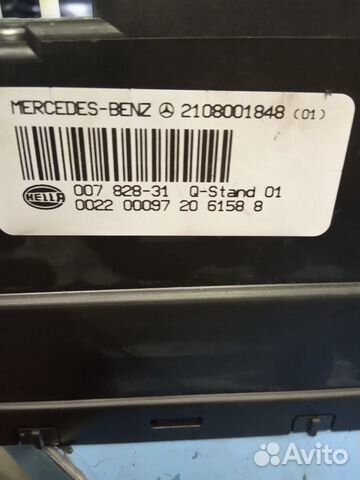 MERCEDES-BENZ 2108001848 (01)
HELLA 007 828-31 Q-Stand 01
0022 00097 20 6158 8
Avito